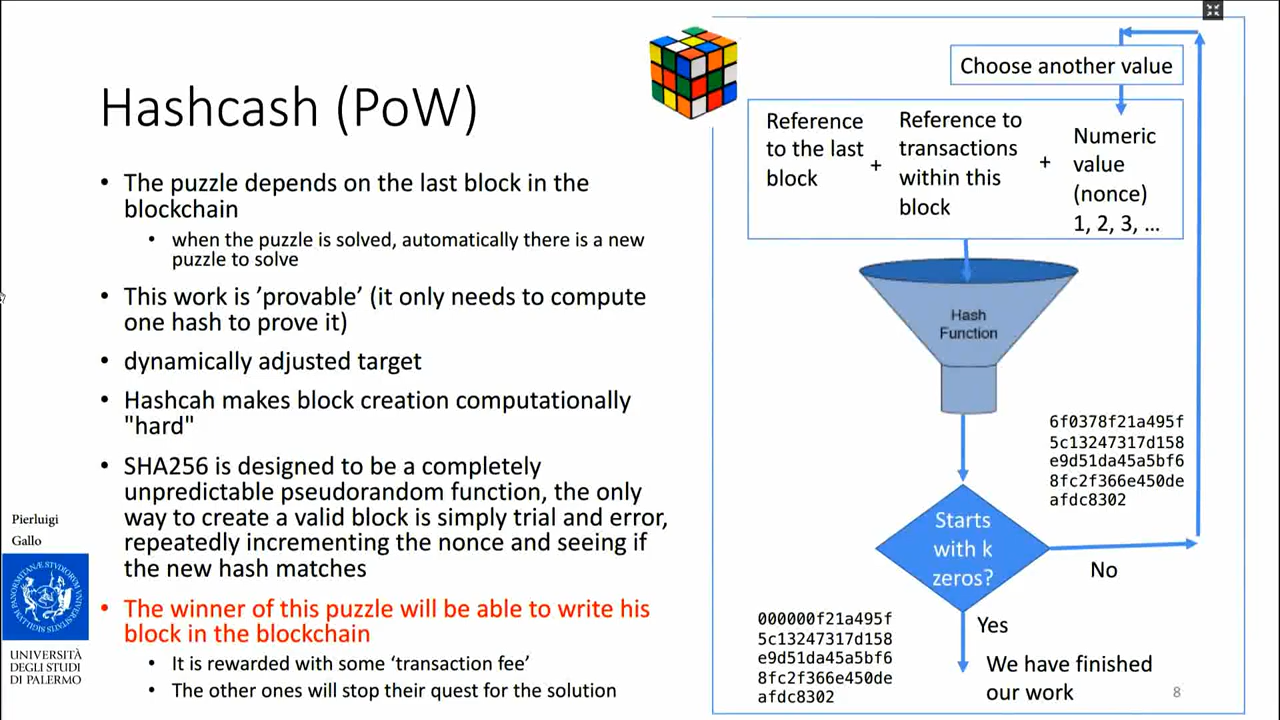 Hashcash (PoW)
• The puzzle depends on the last block in the
blockchain
• when the puzzle is solved, automatically there is a new
puzzle to solve
• This work is ’provable’ (it only needs to compute
one hash to prove it)
• dynamically adjusted target
• Hashcah makes block creation computationally
"hard"
• SHA256 is designed to be a completely
unpredictable pseudorandom function, the only
way to create a valid block is simply trial and error,
repeatedly incrementing the nonce and seeing if
the new hash matches
• The winner of this puzzle will be able to write his
block in the blockchain
• It is rewarded with some ‘transaction fee’
• The other ones will stop their quest for the solution
Pierluigi
Gallo
UNIVERSITÀ
DEGLI STUDI
DI PALERMO
Choose another value
Reference
to the last
block
+
Reference to
transactions
within this
block
+
Numeric
value
(nonce)
1, 2, 3, ...
Hash
Function
6f0378f21a495f
5c13247317d158
e9d51da45a5bf6
8fc2f366e450de
afdc8302
Starts
with k
zeros?
No
Yes
000000f21a495f
5c13247317d158
e9d51da45a5bf6
8fc2f366e450de
afdc8302
We have finished
our work
8